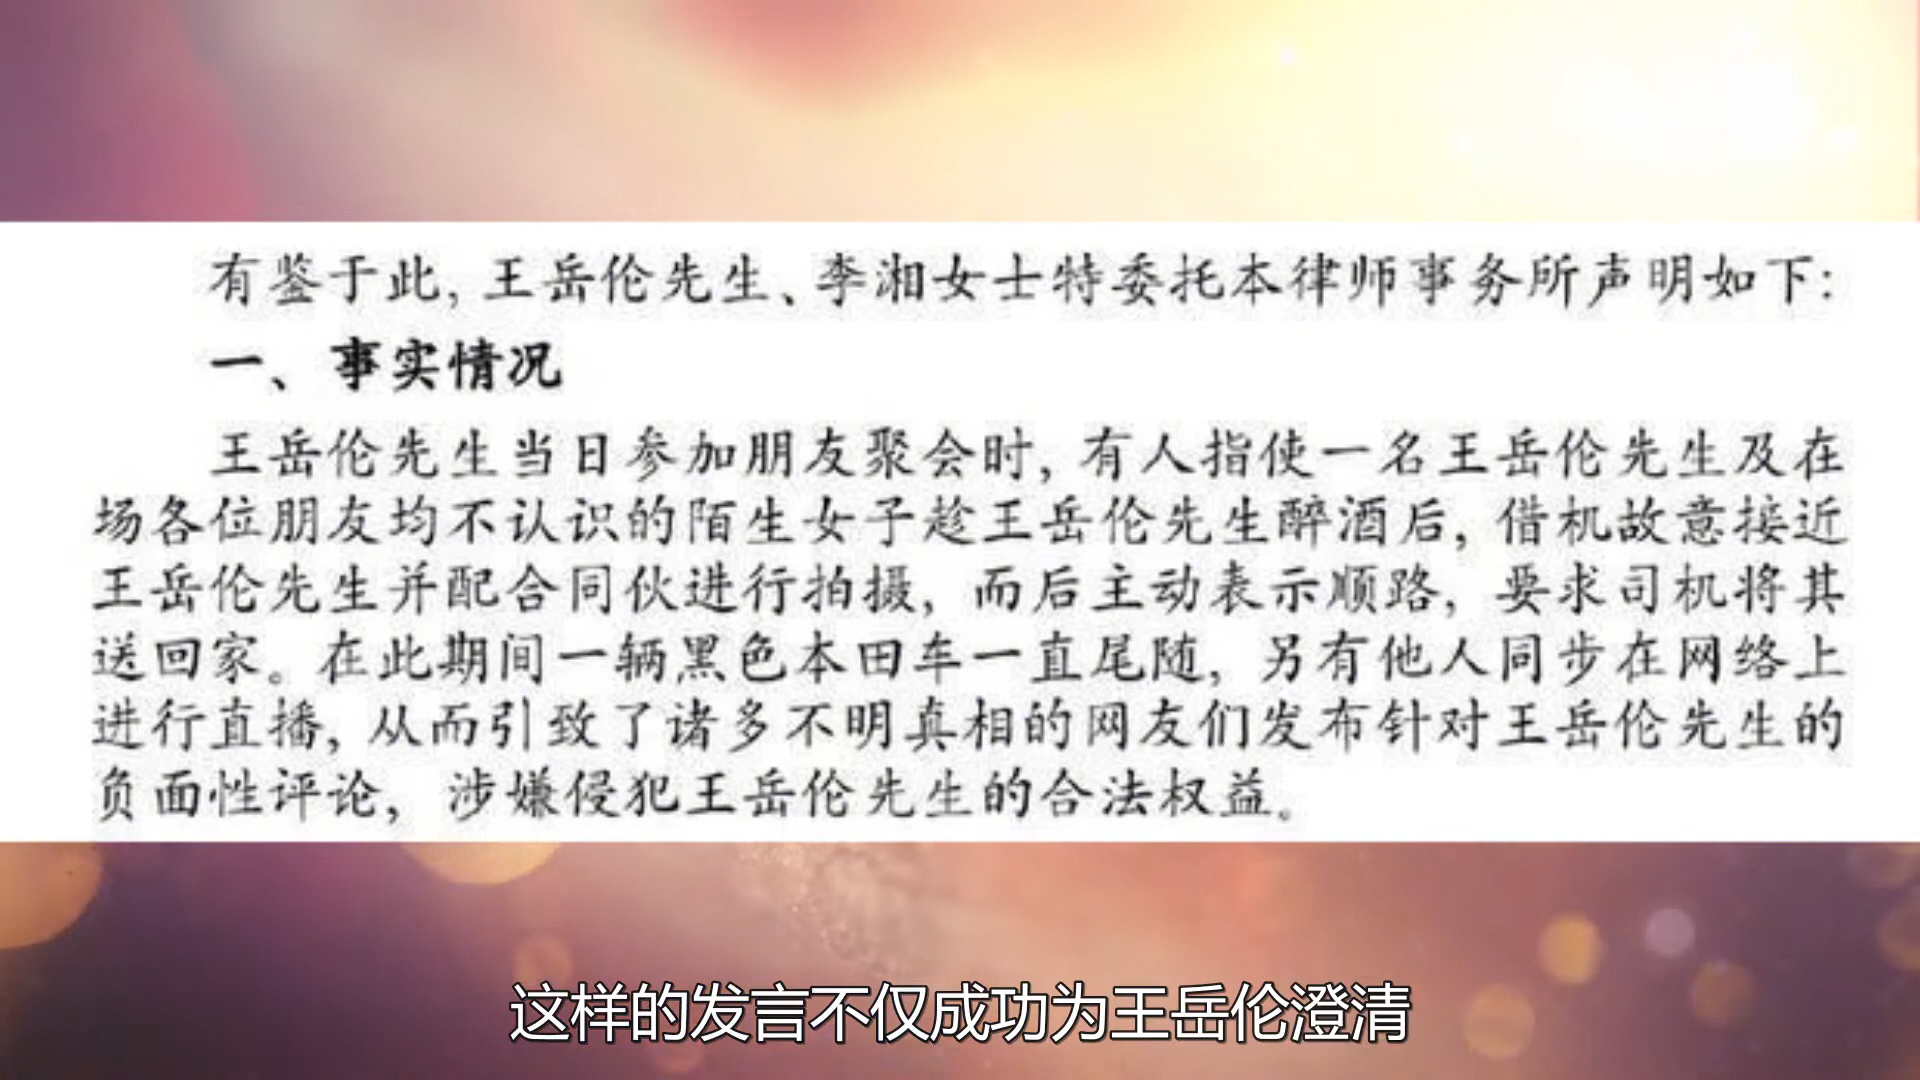 有鉴于此,王岳伦先生、李湘女士特委托本律师事务所声明如下:
一、事实情况
王岳伦先生当日参加朋友聚会时,有人指使一名王岳伦先生及在
场各位朋友均不认识的陌生女子趁王岳伦先生醉酒后,借机故意接近
王岳伦先生并配合同伙进行拍摄,而后主动表示顺路,要求司机将其
送回家。在此期间一辆黑色本田车一直尾随,另有他人同步在网络上
进行直播,从而引致了诸多不明真相的网友们发布针对王岳伦先生的
负面性评论,涉嫌侵犯王岳伦先生的合法权益。
这样的发言不仅成功为王岳伦澄清